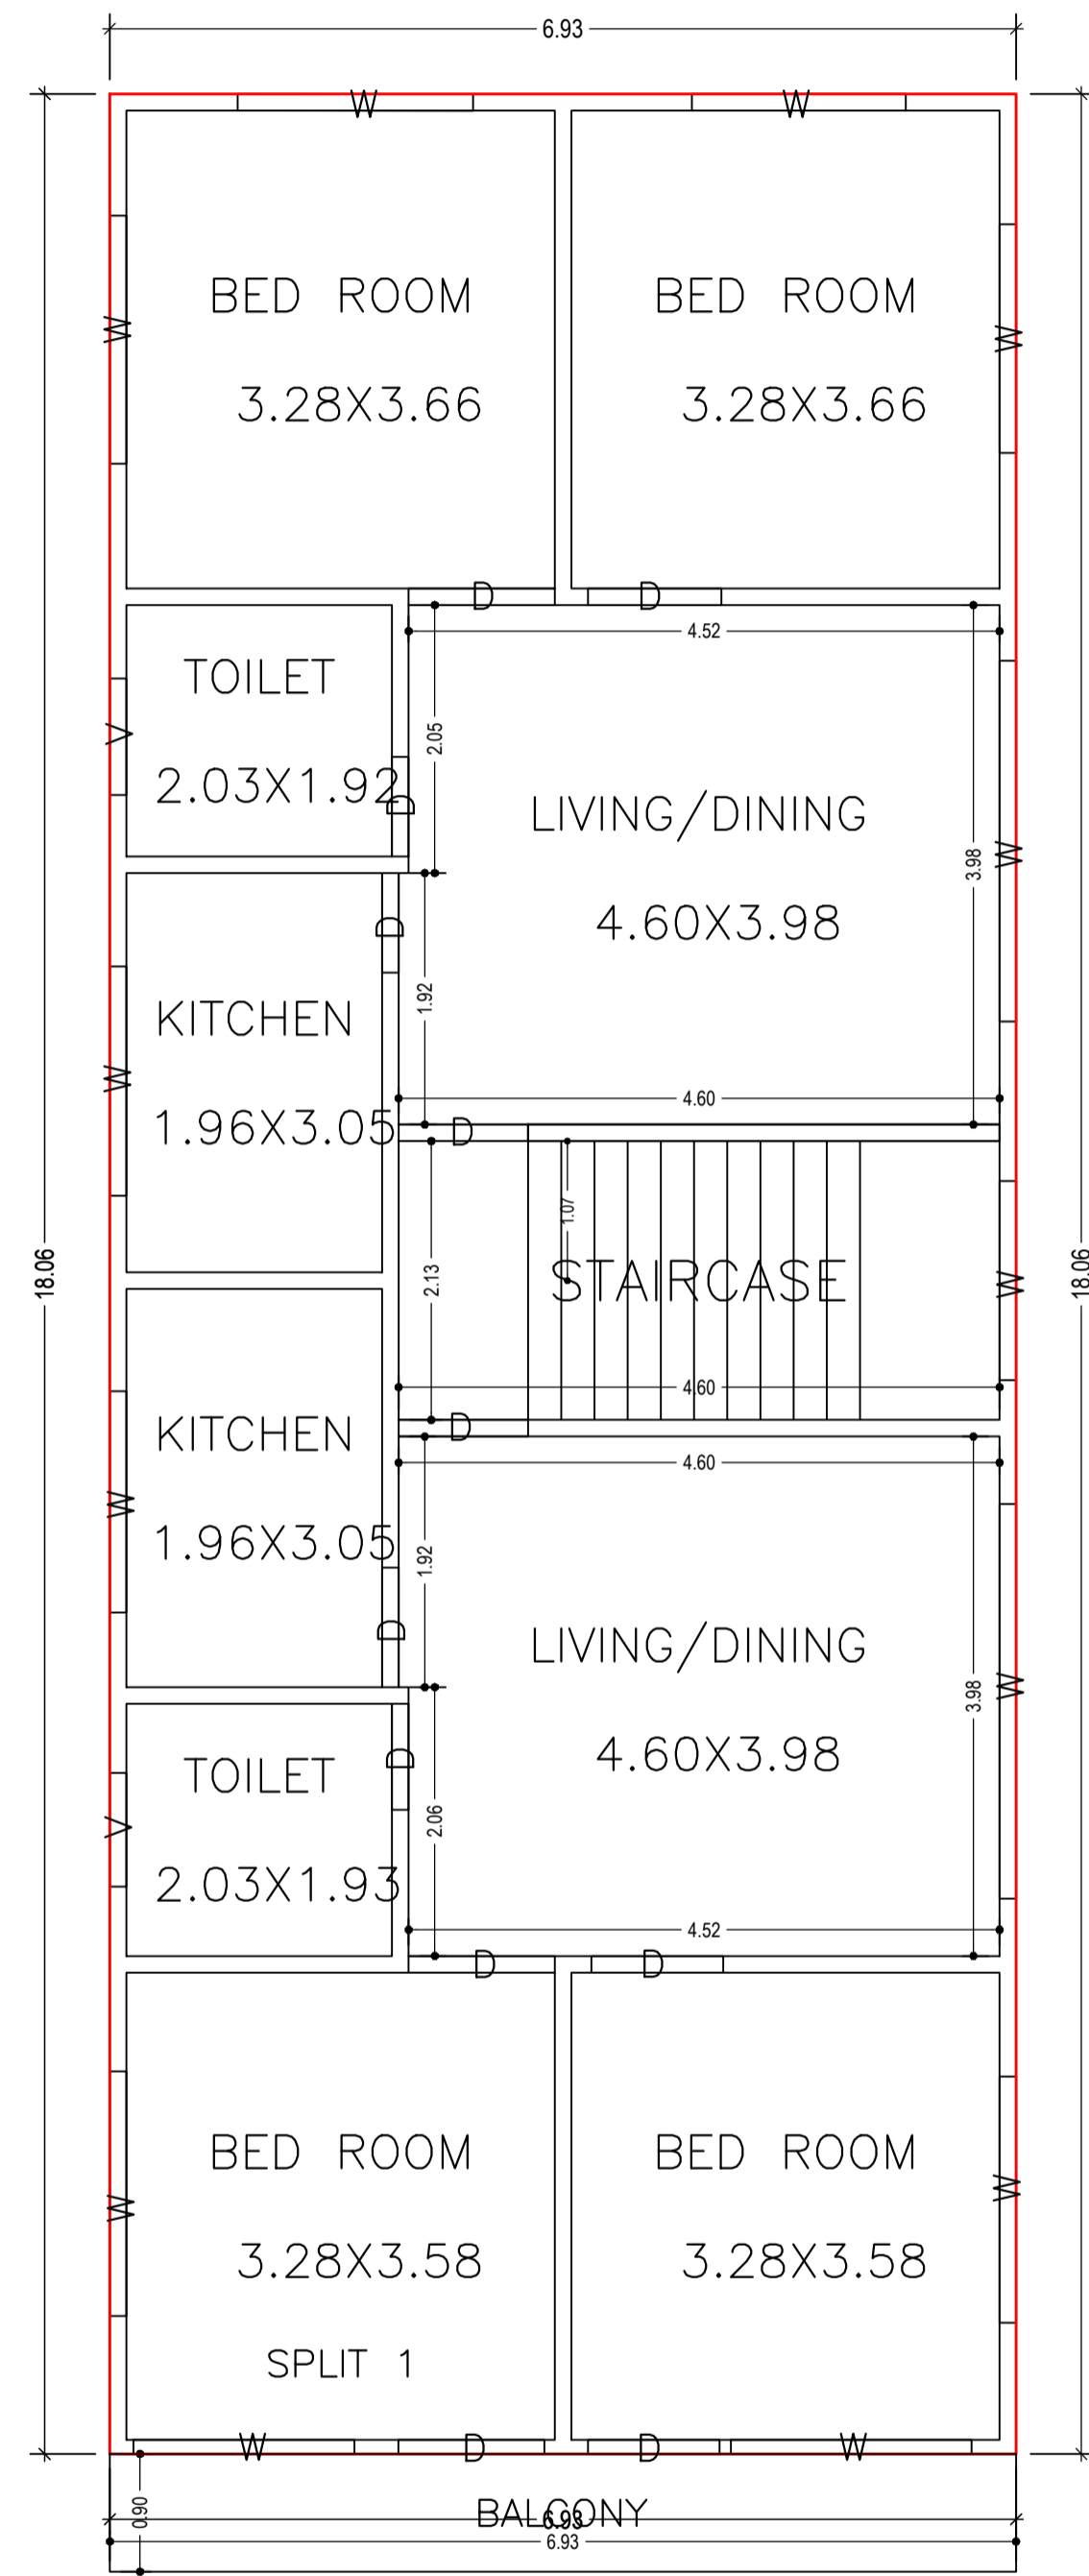 6.93
W W
BED ROOM BED ROOM
W W
3.28X3.66 3.28X3.66
D D
4.52
TOILET
V 2.05
2.03X1.92
D
LIVING/DINING
W 3.98
4.60X3.98
D
1.92
KITCHEN
W
1.96X3.05
4.60
D
1.07
18.06 2.13 STAIRCASE W 18.06
4.60
D
KITCHEN
4.60
W
1.96X3.05 1.92
D
LIVING/DINING
W 3.98
4.60X3.98
D
TOILET
V 2.06
2.03X1.93
4.52
D D
BED ROOM BED ROOM
W W
3.28X3.58 3.28X3.58
SPLIT 1
W D D W
0.90 BALCONY
6.93
6.93